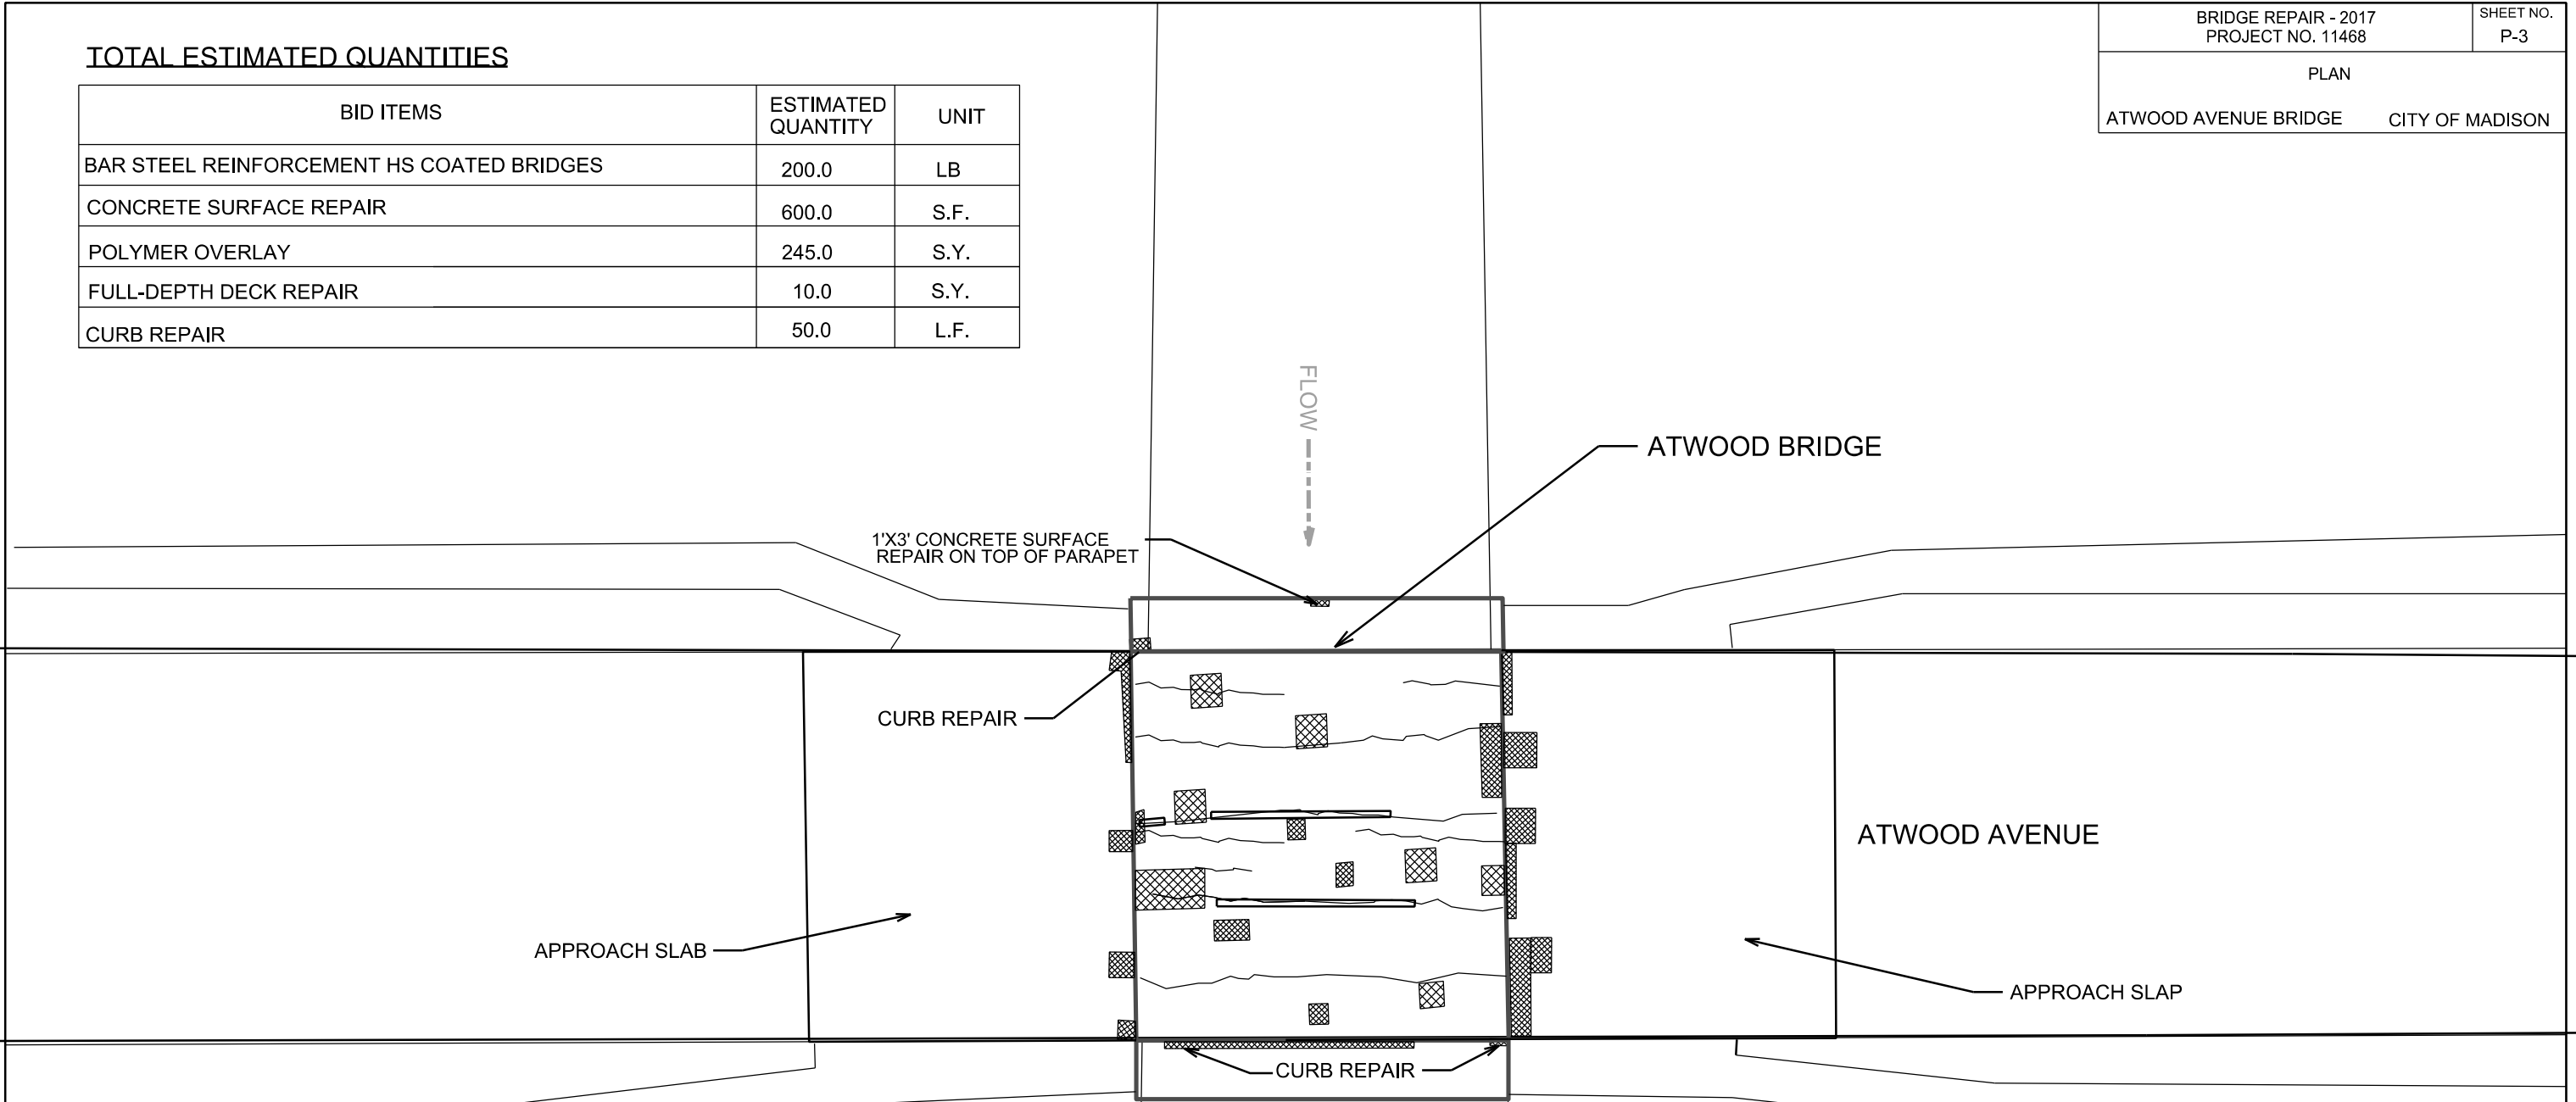 BRIDGE REPAIR - 2017
PROJECT NO. 11468
SHEET NO.
P-3
PLAN
ATWOOD AVENUE BRIDGE CITY OF MADISON
TOTAL ESTIMATED QUANTITIES
BID ITEMS
ESTIMATED
QUANTITY
UNIT
BAR STEEL REINFORCEMENT HS COATED BRIDGES 200.0 LB
CONCRETE SURFACE REPAIR 600.0 S.F.
POLYMER OVERLAY 245.0 S.Y.
FULL-DEPTH DECK REPAIR 10.0 S.Y.
CURB REPAIR 50.0 L.F.
FLOW
ATWOOD BRIDGE
1'X3' CONCRETE SURFACE
REPAIR ON TOP OF PARAPET
CURB REPAIR
ATWOOD AVENUE
APPROACH SLAB
APPROACH SLAP
CURB REPAIR